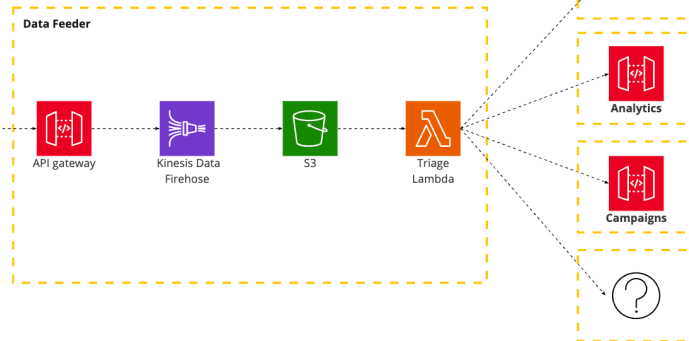 Data Feeder
API gateway
Kinesis Data
Firehose
S3
Triage
Lambda
Analytics
Campaigns